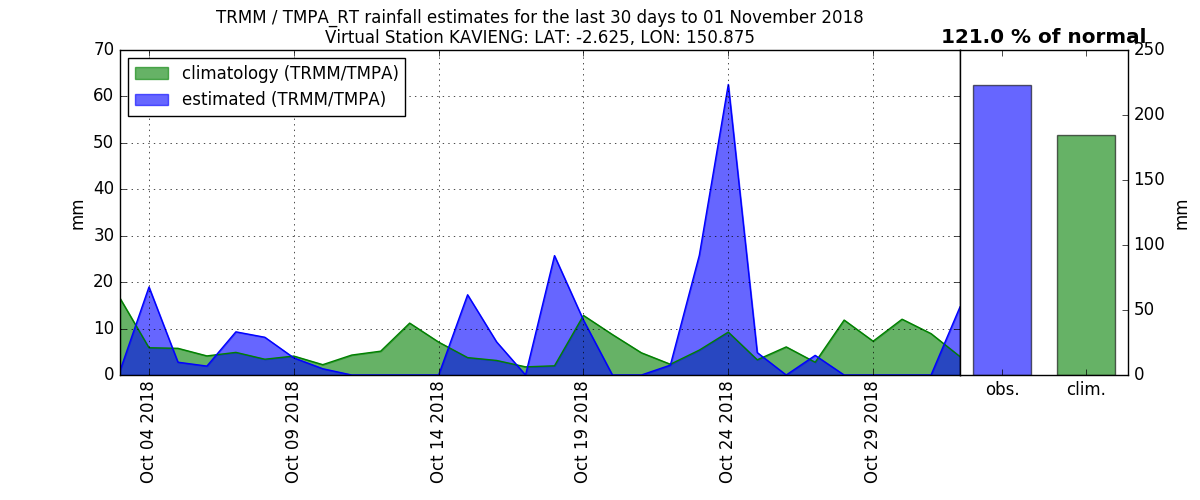 TRMM / TMPA_RT rainfall estimates for the last 30 days to 01 November 2018
Virtual Station KAVIENG: LAT: -2.625, LON: 150.875
121.0 % of normal
climatology (TRMM/TMPA)
estimated (TRMM/TMPA)
70
60
50
40
30
20
10
0
mm
Oct 04 2018
Oct 09 2018
Oct 14 2018
Oct 19 2018
Oct 24 2018
Oct 29 2018
obs.
clim.
250
200
150
100
50
0
mm